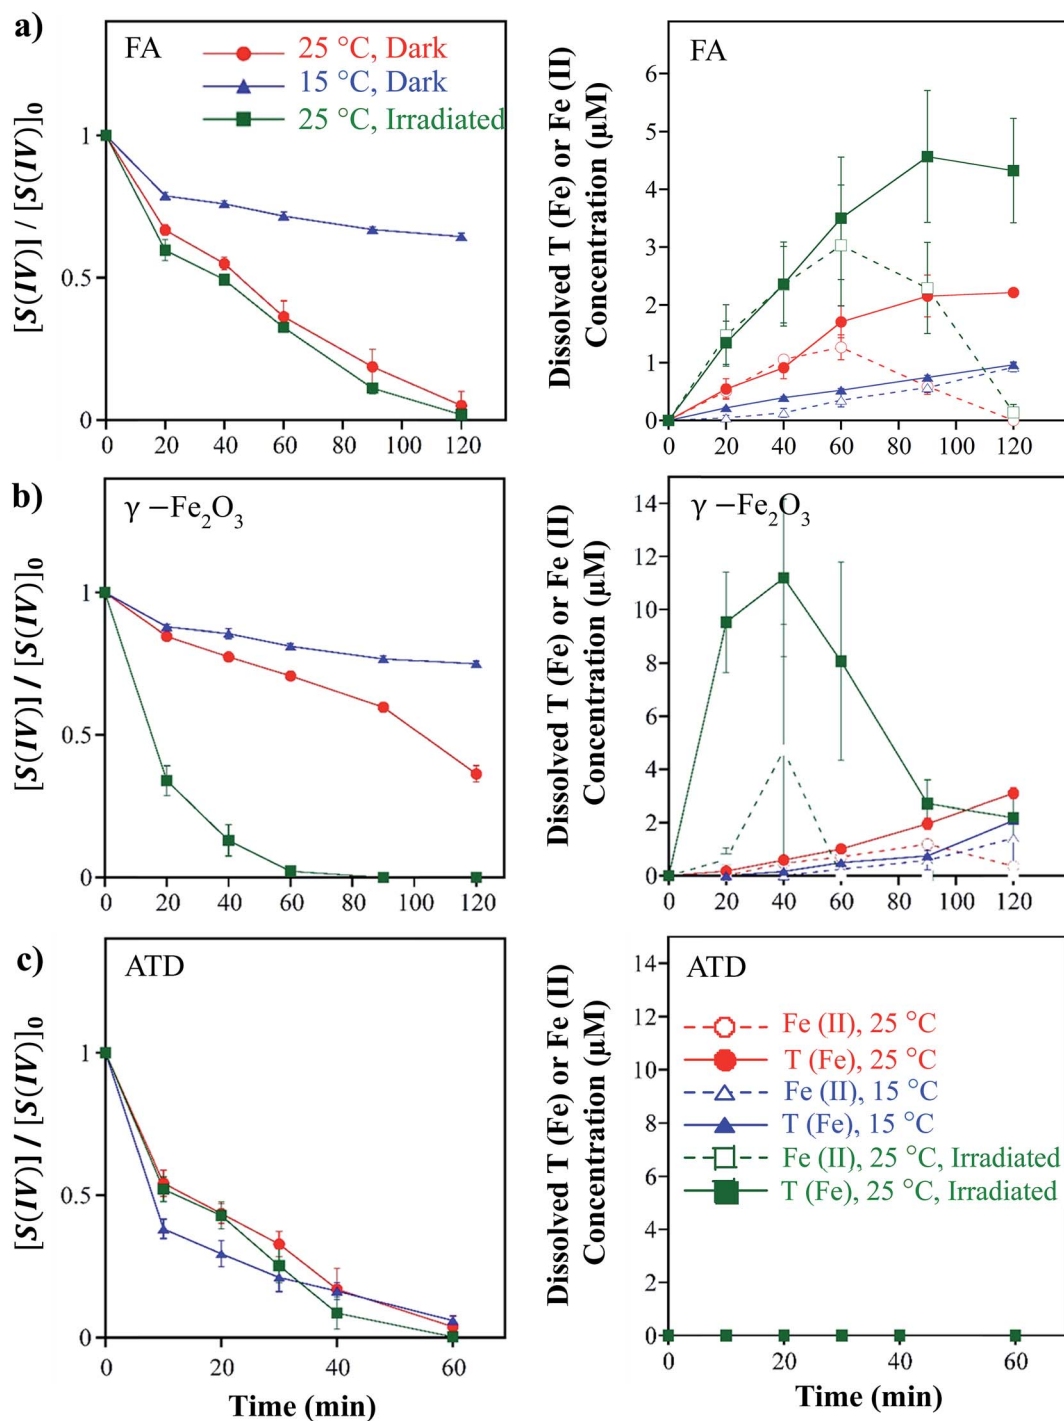 a)
FA
25 °C, Dark
15 °C, Dark
25 °C, Irradiated
[S(IV)] / [S(IV)]0
1
0.5
0
0 20 40 60 80 100 120
FA
Dissolved T (Fe) or Fe (II)
Concentration (μM)
6
5
4
3
2
1
0
0 20 40 60 80 100 120
b)
γ −Fe2O3
[S(IV)] / [S(IV)]0
1
0.5
0
0 20 40 60 80 100 120
γ −Fe2O3
Dissolved T (Fe) or Fe (II)
Concentration (μM)
14
12
10
8
6
4
2
0
0 20 40 60 80 100 120
c)
ATD
[S(IV)] / [S(IV)]0
1
0.5
0
0 20 40 60
Time (min)
ATD
Dissolved T (Fe) or Fe (II)
Concentration (μM)
14
12
10
8
6
4
2
0
Fe (II), 25 °C
T (Fe), 25 °C
Fe (II), 15 °C
T (Fe), 15 °C
Fe (II), 25 °C, Irradiated
T (Fe), 25 °C, Irradiated
0 20 40 60
Time (min)